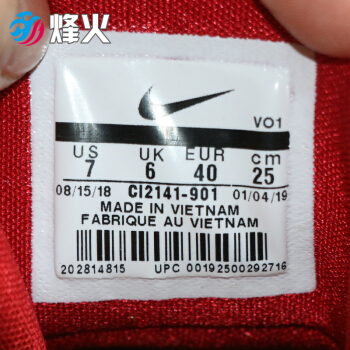 烽火
VO1
US UK EUR cm
7 6 40 25
08/15/18 CI2141-901 01/04/19
MADE IN VIETNAM
FABRIQUE AU VIETNAM
202814815 UPC 00192500292716